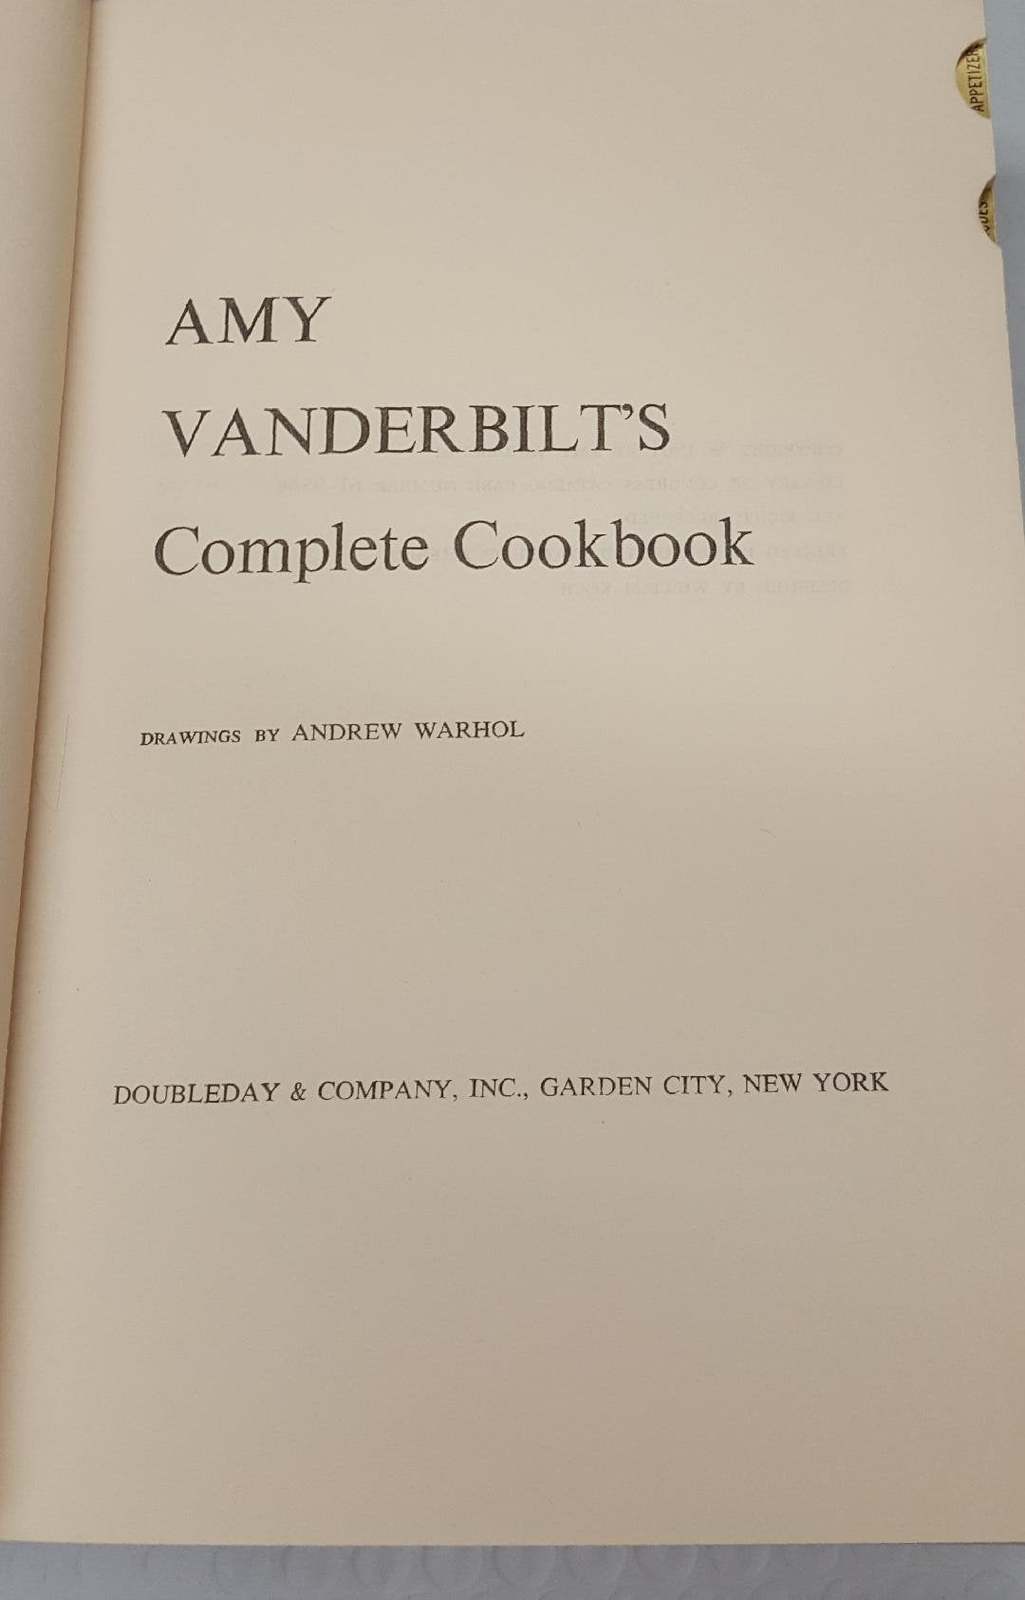 APPETIZER
AMY
VANDERBILT'S
Complete Cookbook
DRAWINGS BY ANDREW WARHOL
DOUBLEDAY & COMPANY, INC., GARDEN CITY, NEW YORK